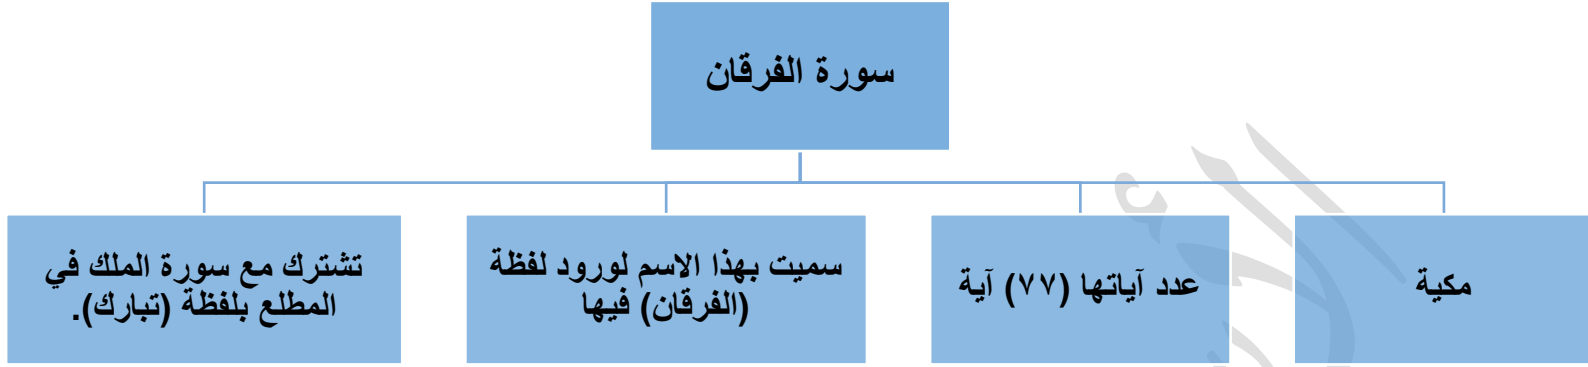 سورة الفرقان
مكية
عدد آياتها (٧٧) آية
سميت بهذا الاسم لورود لفظة
(الفرقان) فيها
تشترك مع سورة الملك في
المطلع بلفظة (تبارك).